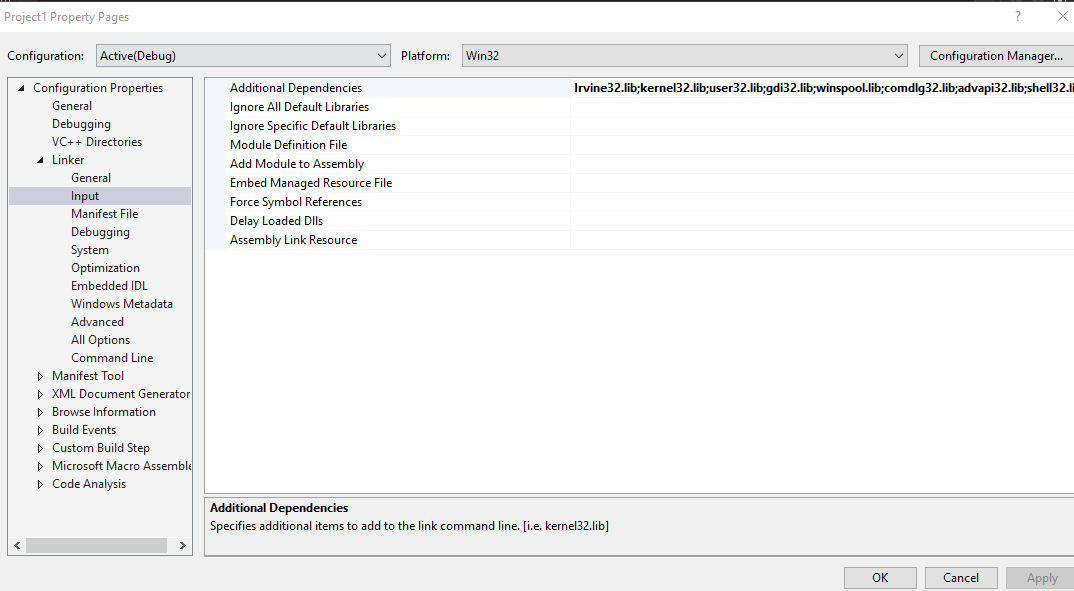 Project1 Property Pages
Configuration: Active(Debug) Platform: Win32 Configuration Manager...
Configuration Properties
General
Debugging
VC++ Directories
Linker
General
Input
Manifest File
Debugging
System
Optimization
Embedded IDL
Windows Metadata
Advanced
All Options
Command Line
Manifest Tool
XML Document Generator
Browse Information
Build Events
Custom Build Step
Microsoft Macro Assemble
Code Analysis
Additional Dependencies Irvine32.lib;kernel32.lib;user32.lib;gdi32.lib;winspool.lib;comdlg32.lib;advapi32.lib;shell32.li
Ignore All Default Libraries
Ignore Specific Default Libraries
Module Definition File
Add Module to Assembly
Embed Managed Resource File
Force Symbol References
Delay Loaded Dlls
Assembly Link Resource
Additional Dependencies
Specifies additional items to add to the link command line. [i.e. kernel32.lib]
OK Cancel Apply